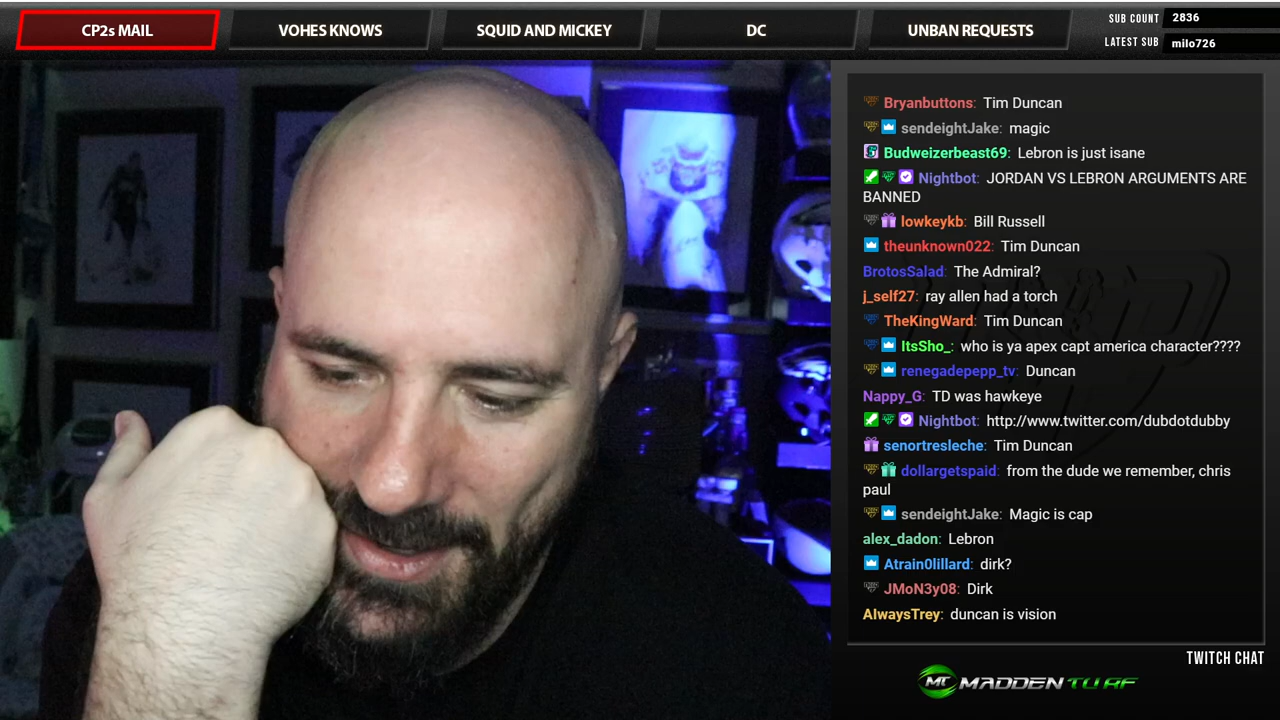 CP2s MAIL
VOHES KNOWS
SQUID AND MICKEY
DC
UNBAN REQUESTS
SUB COUNT 2836
LATEST SUB milo726
Bryanbuttons: Tim Duncan
sendeightJake: magic
Budweizerbeast69: Lebron is just isane
Nightbot: JORDAN VS LEBRON ARGUMENTS ARE
BANNED
lowkeykb: Bill Russell
theunknown022: Tim Duncan
BrotosSalad: The Admiral?
j_self27: ray allen had a torch
TheKingWard: Tim Duncan
ItsSho_: who is ya apex capt america character????
renegadepepp_tv: Duncan
Nappy_G: TD was hawkeye
Nightbot: http://www.twitter.com/dubdotdubby
senortresleche: Tim Duncan
dollargetspaid: from the dude we remember, chris
paul
sendeightJake: Magic is cap
alex_dadon: Lebron
Atrain0lillard: dirk?
JMoN3y08: Dirk
AlwaysTrey: duncan is vision
TWITCH CHAT
MT MADDEN TURF